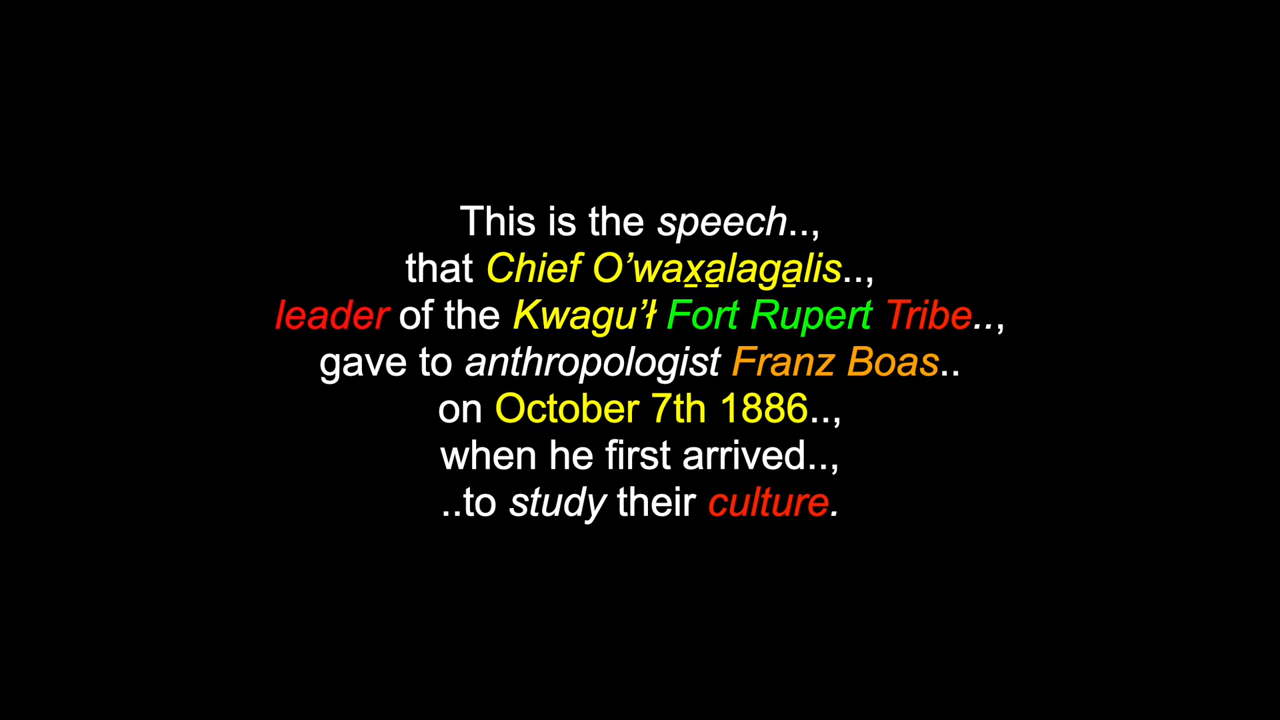 This is the speech..,
that Chief O’wax̱a̱laga̱lis..,
leader of the Kwagu’ł Fort Rupert Tribe..,
gave to anthropologist Franz Boas..
on October 7th 1886..,
when he first arrived..,
..to study their culture.